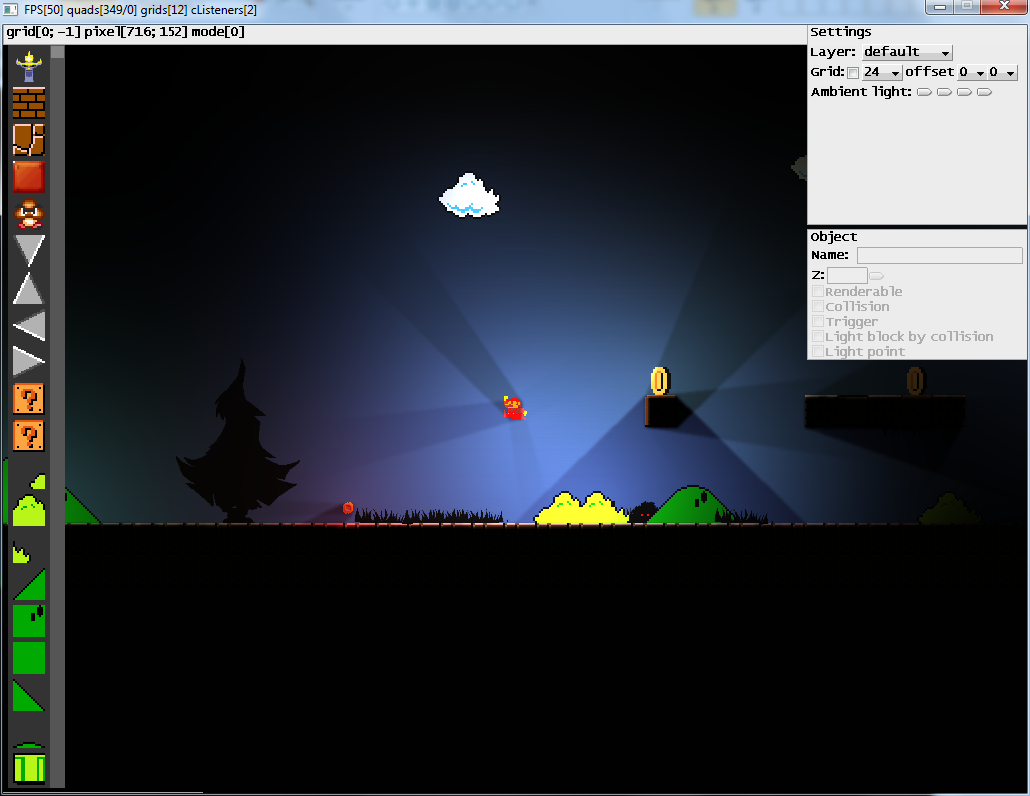 FPS[50] quads[349/0] grids[12] cListeners[2]
grid[0; -1] pixel[716; 152] mode[0]
Settings
Layer: default
Grid: 24 offset 0 0
Ambient light:
Object
Name:
Z:
Renderable
Collision
Trigger
Light block by collision
Light point
?
?